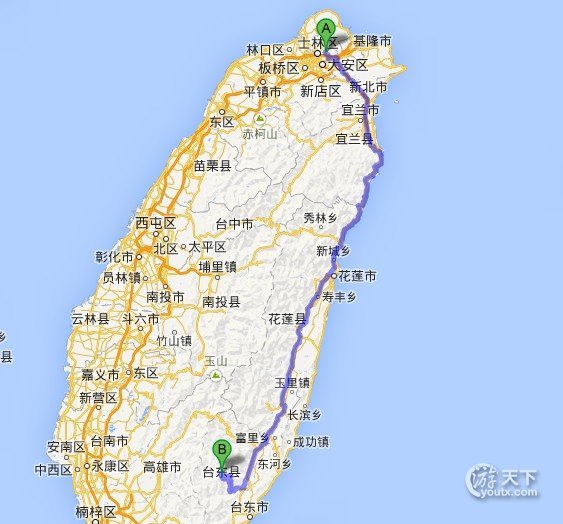 A
士林区
基隆市
林口区
大安区
板桥区
新店区
平镇市
新北市
宜兰市
东区
赤柯山
宜兰县
苗栗县
秀林乡
西屯区
台中市
北区
太平区
新城乡
彰化市
埔里镇
花莲市
员林镇
南投市
南投县
寿丰乡
云林县
斗六市
花莲县
竹山镇
玉山
嘉义市
东区
玉里镇
新营区
长滨乡
台南市
富里乡
成功镇
安南区
B
中西区
永康区
高雄市
台东县
东河乡
楠梓区
台东市
县
游天下
youtx.com